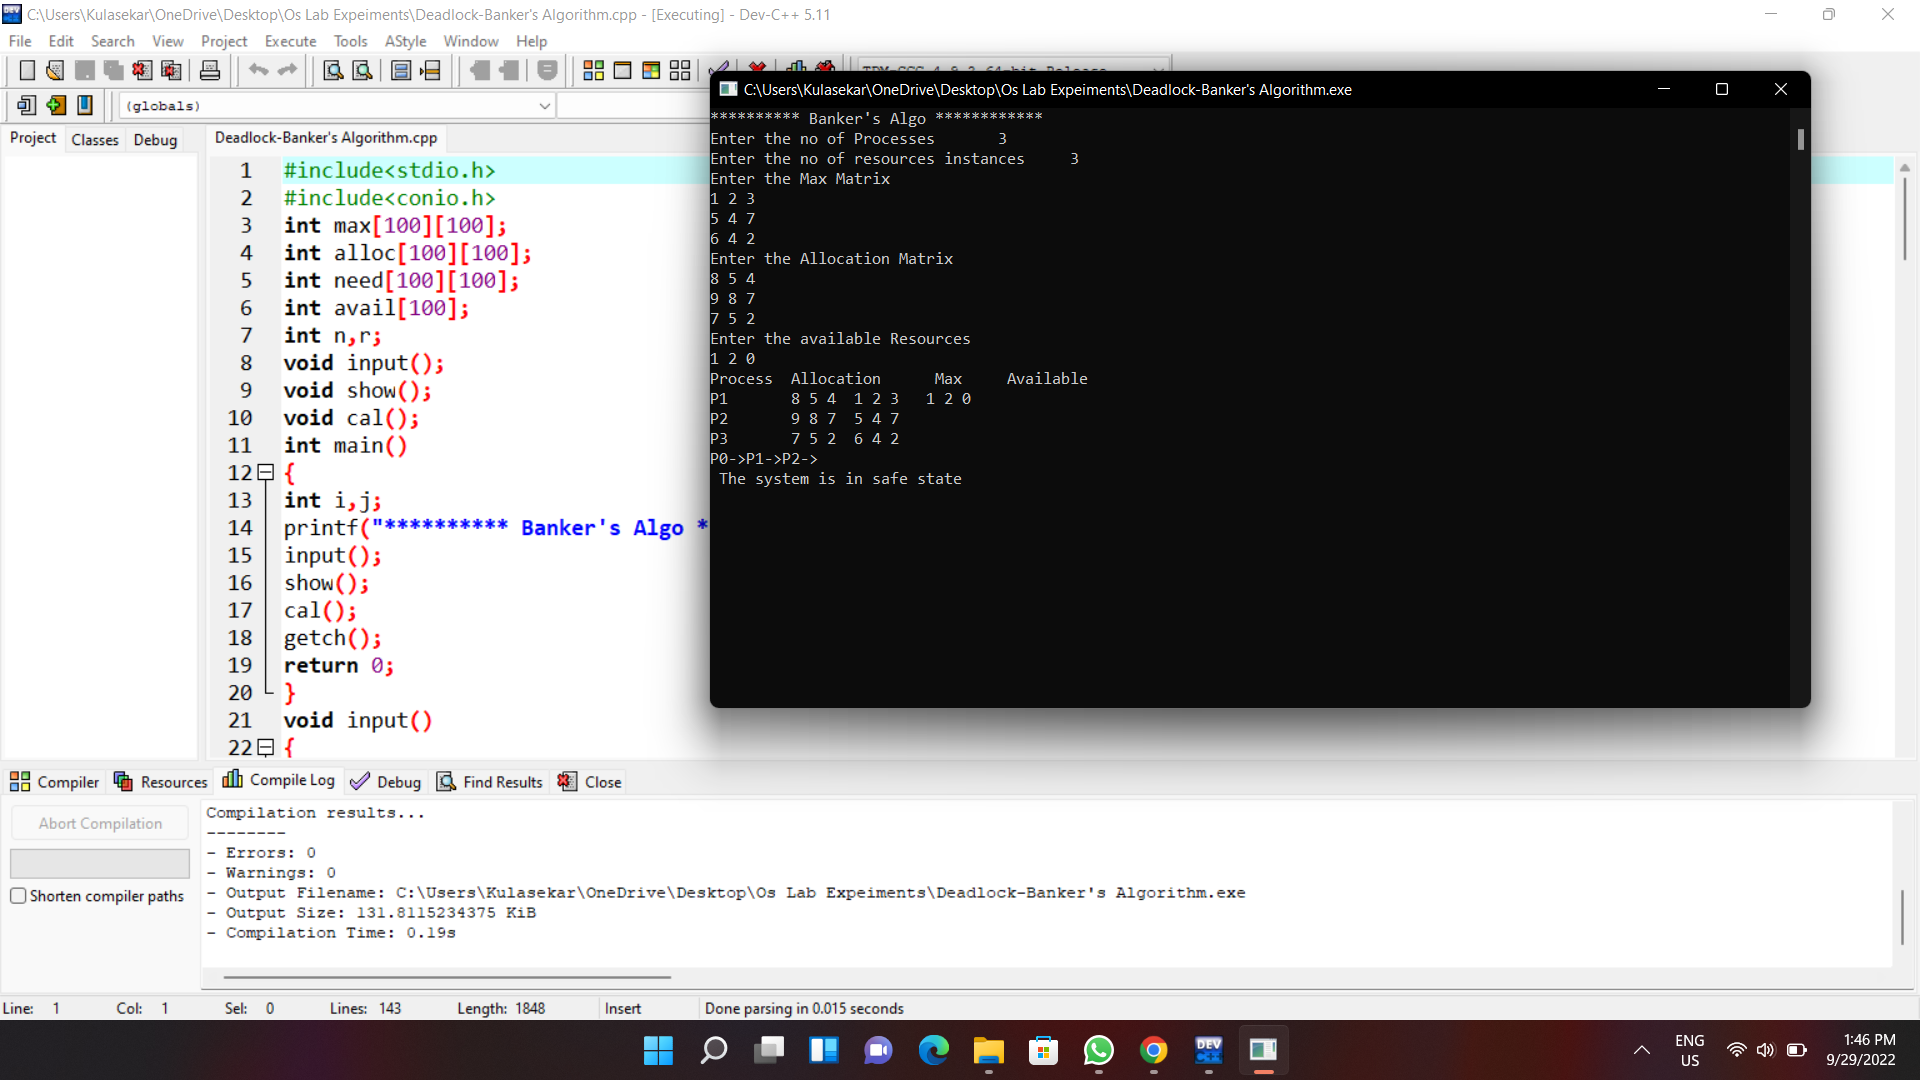 C:\Users\Kulasekar\OneDrive\Desktop\Os Lab Expeiments\Deadlock-Banker's Algorithm.cpp - [Executing] - Dev-C++ 5.11
File Edit Search View Project Execute Tools AStyle Window Help
(globals)
Project Classes Debug
Deadlock-Banker's Algorithm.cpp
1 #include<stdio.h>
2 #include<conio.h>
3 int max[100][100];
4 int alloc[100][100];
5 int need[100][100];
6 int avail[100];
7 int n,r;
8 void input();
9 void show();
10 void cal();
11 int main()
12 {
13 int i,j;
14 printf("********** Banker's Algo *
15 input();
16 show();
17 cal();
18 getch();
19 return 0;
20 }
21 void input()
22 {
C:\Users\Kulasekar\OneDrive\Desktop\Os Lab Expeiments\Deadlock-Banker's Algorithm.exe
********** Banker's Algo ************
Enter the no of Processes 3
Enter the no of resources instances 3
Enter the Max Matrix
1 2 3
5 4 7
6 4 2
Enter the Allocation Matrix
8 5 4
9 8 7
7 5 2
Enter the available Resources
1 2 0
Process Allocation Max Available
P1 8 5 4 1 2 3 1 2 0
P2 9 8 7 5 4 7
P3 7 5 2 6 4 2
P0->P1->P2->
The system is in safe state
Compiler Resources Compile Log Debug Find Results Close
Abort Compilation
Shorten compiler paths
Compilation results...
--------
- Errors: 0
- Warnings: 0
- Output Filename: C:\Users\Kulasekar\OneDrive\Desktop\Os Lab Expeiments\Deadlock-Banker's Algorithm.exe
- Output Size: 131.8115234375 KiB
- Compilation Time: 0.19s
Line: 1 Col: 1 Sel: 0 Lines: 143 Length: 1848 Insert Done parsing in 0.015 seconds
DEV
ENG
US
1:46 PM
9/29/2022